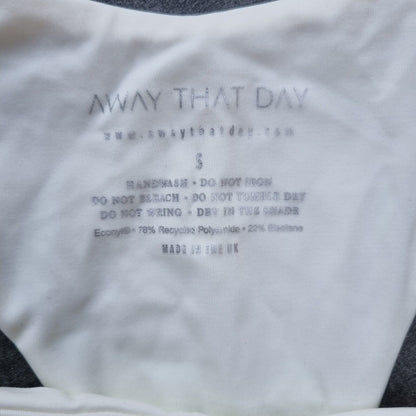 AWAY THAT DAY
www.awaythatday.com
S
HANDWASH • DO NOT IRON
DO NOT BLEACH • DO NOT TUMBLE DRY
DO NOT WRING • DRY IN THE SHADE
Econyl® • 78% Recycled Polyamide • 22% Elastane
MADE IN THE UK